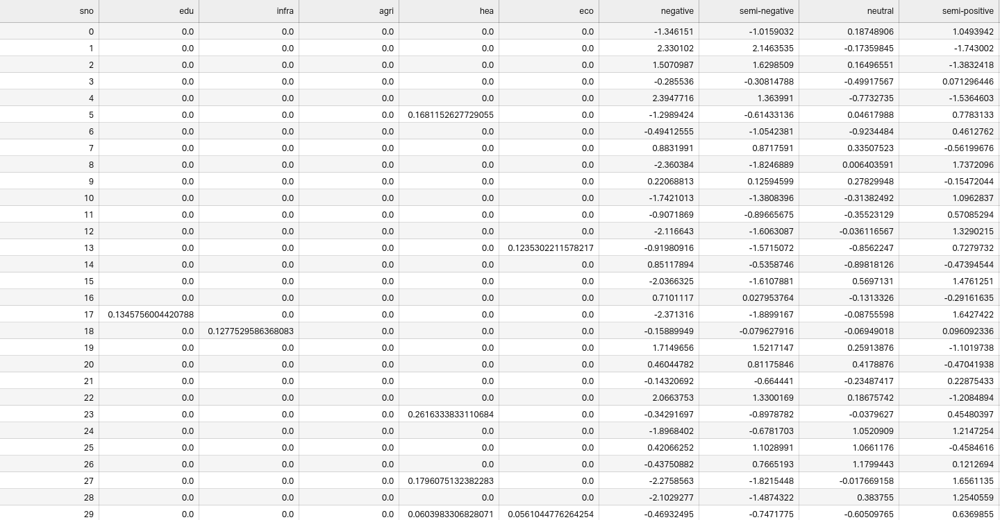 sno edu infra agri hea eco negative semi-negative neutral semi-positive
0 0.0 0.0 0.0 0.0 0.0 -1.346151 -1.0159032 0.18748906 1.0493942
1 0.0 0.0 0.0 0.0 0.0 2.330102 2.1463535 -0.17359845 -1.743002
2 0.0 0.0 0.0 0.0 0.0 1.5070987 1.6298509 0.16496551 -1.3832418
3 0.0 0.0 0.0 0.0 0.0 -0.285536 -0.30814788 -0.49917567 0.071296446
4 0.0 0.0 0.0 0.0 0.0 2.3947716 1.363991 -0.7732735 -1.5364603
5 0.0 0.0 0.0 0.1681152627729055 0.0 -1.2989424 -0.61433136 0.04617988 0.7783133
6 0.0 0.0 0.0 0.0 0.0 -0.49412555 -1.0542381 -0.9234484 0.4612762
7 0.0 0.0 0.0 0.0 0.0 0.8831991 0.8717591 0.33507523 -0.56199676
8 0.0 0.0 0.0 0.0 0.0 -2.360384 -1.8246889 0.006403591 1.7372096
9 0.0 0.0 0.0 0.0 0.0 0.22068813 0.12594599 0.27829948 -0.15472044
10 0.0 0.0 0.0 0.0 0.0 -1.7421013 -1.3808396 -0.31382492 1.0962837
11 0.0 0.0 0.0 0.0 0.0 -0.9071869 -0.89665675 -0.35523129 0.57085294
12 0.0 0.0 0.0 0.0 0.0 -2.116643 -1.6063087 -0.036116567 1.3290215
13 0.0 0.0 0.0 0.0 0.1235302211578217 -0.91980916 -1.5715072 -0.8562247 0.7279732
14 0.0 0.0 0.0 0.0 0.0 0.85117894 -0.5358746 -0.89818126 -0.47394544
15 0.0 0.0 0.0 0.0 0.0 -2.0366325 -1.6107881 0.5697131 1.4761251
16 0.0 0.0 0.0 0.0 0.0 0.7101117 0.027953764 -0.1313326 -0.29161635
17 0.1345756004420788 0.0 0.0 0.0 0.0 -2.371316 -1.8899167 -0.08755598 1.6427422
18 0.0 0.1277529586368083 0.0 0.0 0.0 -0.15889949 -0.079627916 -0.06949018 0.096092336
19 0.0 0.0 0.0 0.0 0.0 1.7149656 1.5217147 0.25913876 -1.1019738
20 0.0 0.0 0.0 0.0 0.0 0.46044782 0.81175846 0.4178876 -0.47041938
21 0.0 0.0 0.0 0.0 0.0 -0.14320692 -0.664441 -0.23487417 0.22875433
22 0.0 0.0 0.0 0.0 0.0 2.0663753 1.3300169 0.18675742 -1.2084894
23 0.0 0.0 0.0 0.2616333833110684 0.0 -0.34291697 -0.8978782 -0.0379627 0.45480397
24 0.0 0.0 0.0 0.0 0.0 -1.8968402 -0.6781703 1.0520909 1.2147254
25 0.0 0.0 0.0 0.0 0.0 0.42066252 1.1028991 1.0661176 -0.4584616
26 0.0 0.0 0.0 0.0 0.0 -0.43750882 0.7665193 1.1799443 0.1212694
27 0.0 0.0 0.0 0.1796075132382283 0.0 -2.2758563 -1.8215448 -0.017669158 1.6561135
28 0.0 0.0 0.0 0.0 0.0 -2.1029277 -1.4874322 0.383755 1.2540559
29 0.0 0.0 0.0 0.0603983306828071 0.0561044776264254 -0.46932495 -0.7471775 -0.60509765 0.6369855